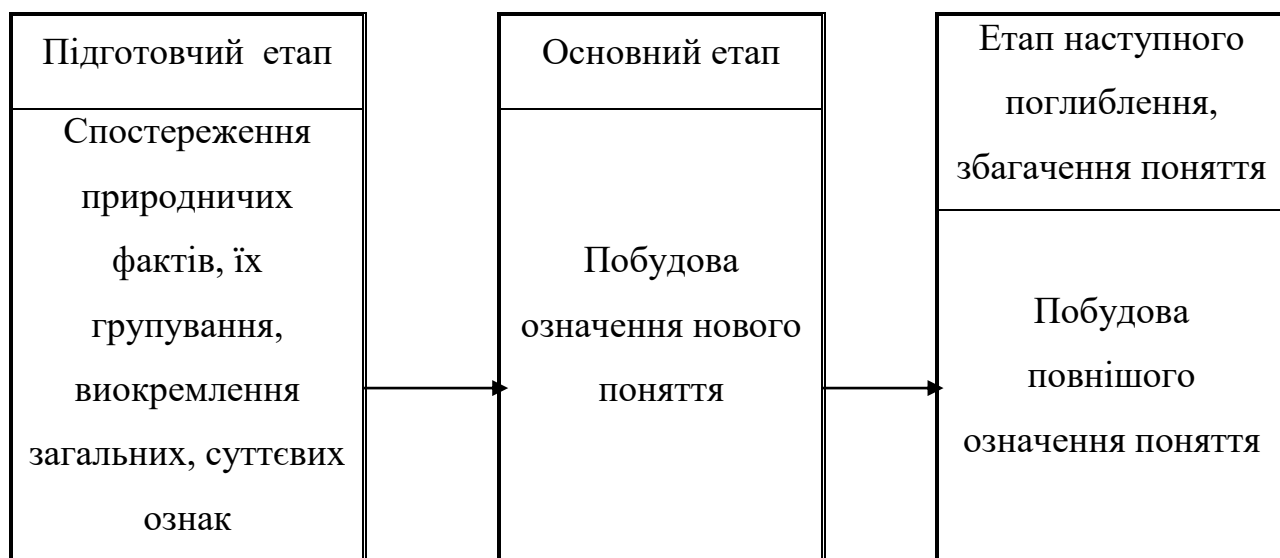 Підготовчий етап
Спостереження
природничих
фактів, їх
групування,
виокремлення
загальних, суттєвих
ознак
Основний етап
Побудова
означення нового
поняття
Етап наступного
поглиблення,
збагачення поняття
Побудова
повнішого
означення поняття